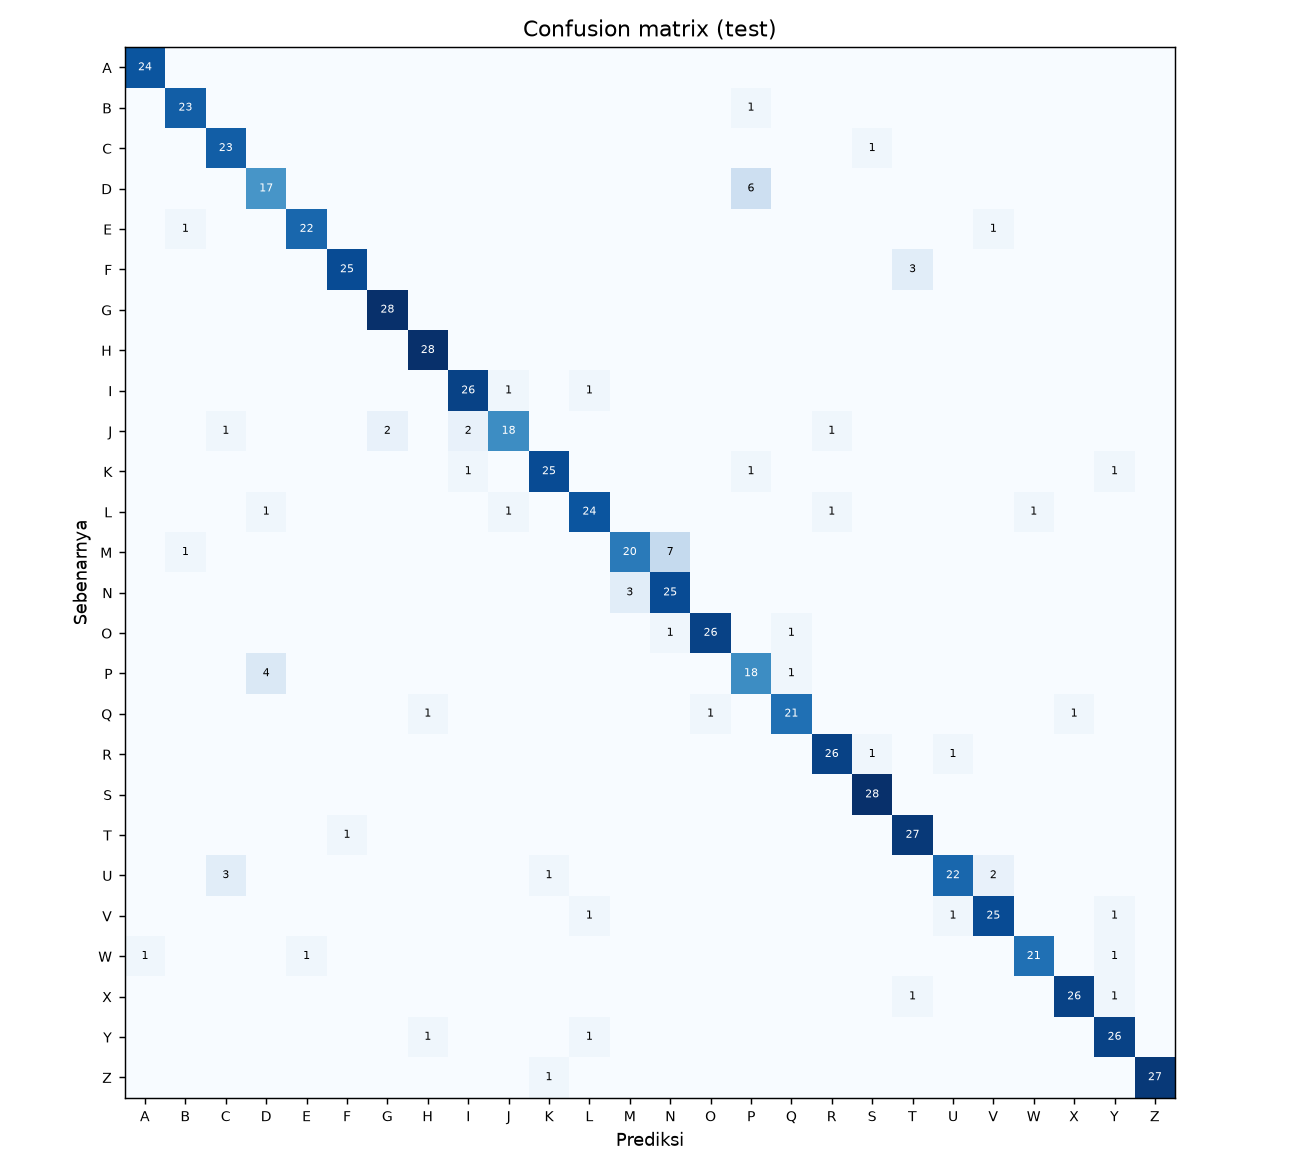 Confusion matrix (test)
A 24
B 23 1
C 23 1
D 17 6
E 1 22 1
F 25 3
G 28
H 28
I 26 1 1
J 1 2 2 18 1
K 1 25 1 1
L 1 1 24 1 1
M 1 20 7
N 3 25
O 1 26 1
P 4 18 1
Q 1 1 21 1
R 26 1 1
S 28
T 1 27
U 3 1 22 2
V 1 1 25 1
W 1 1 21 1
X 1 26 1
Y 1 1 26
Z 1 27
Sebenarnya
A B C D E F G H I J K L M N O P Q R S T U V W X Y Z
Prediksi